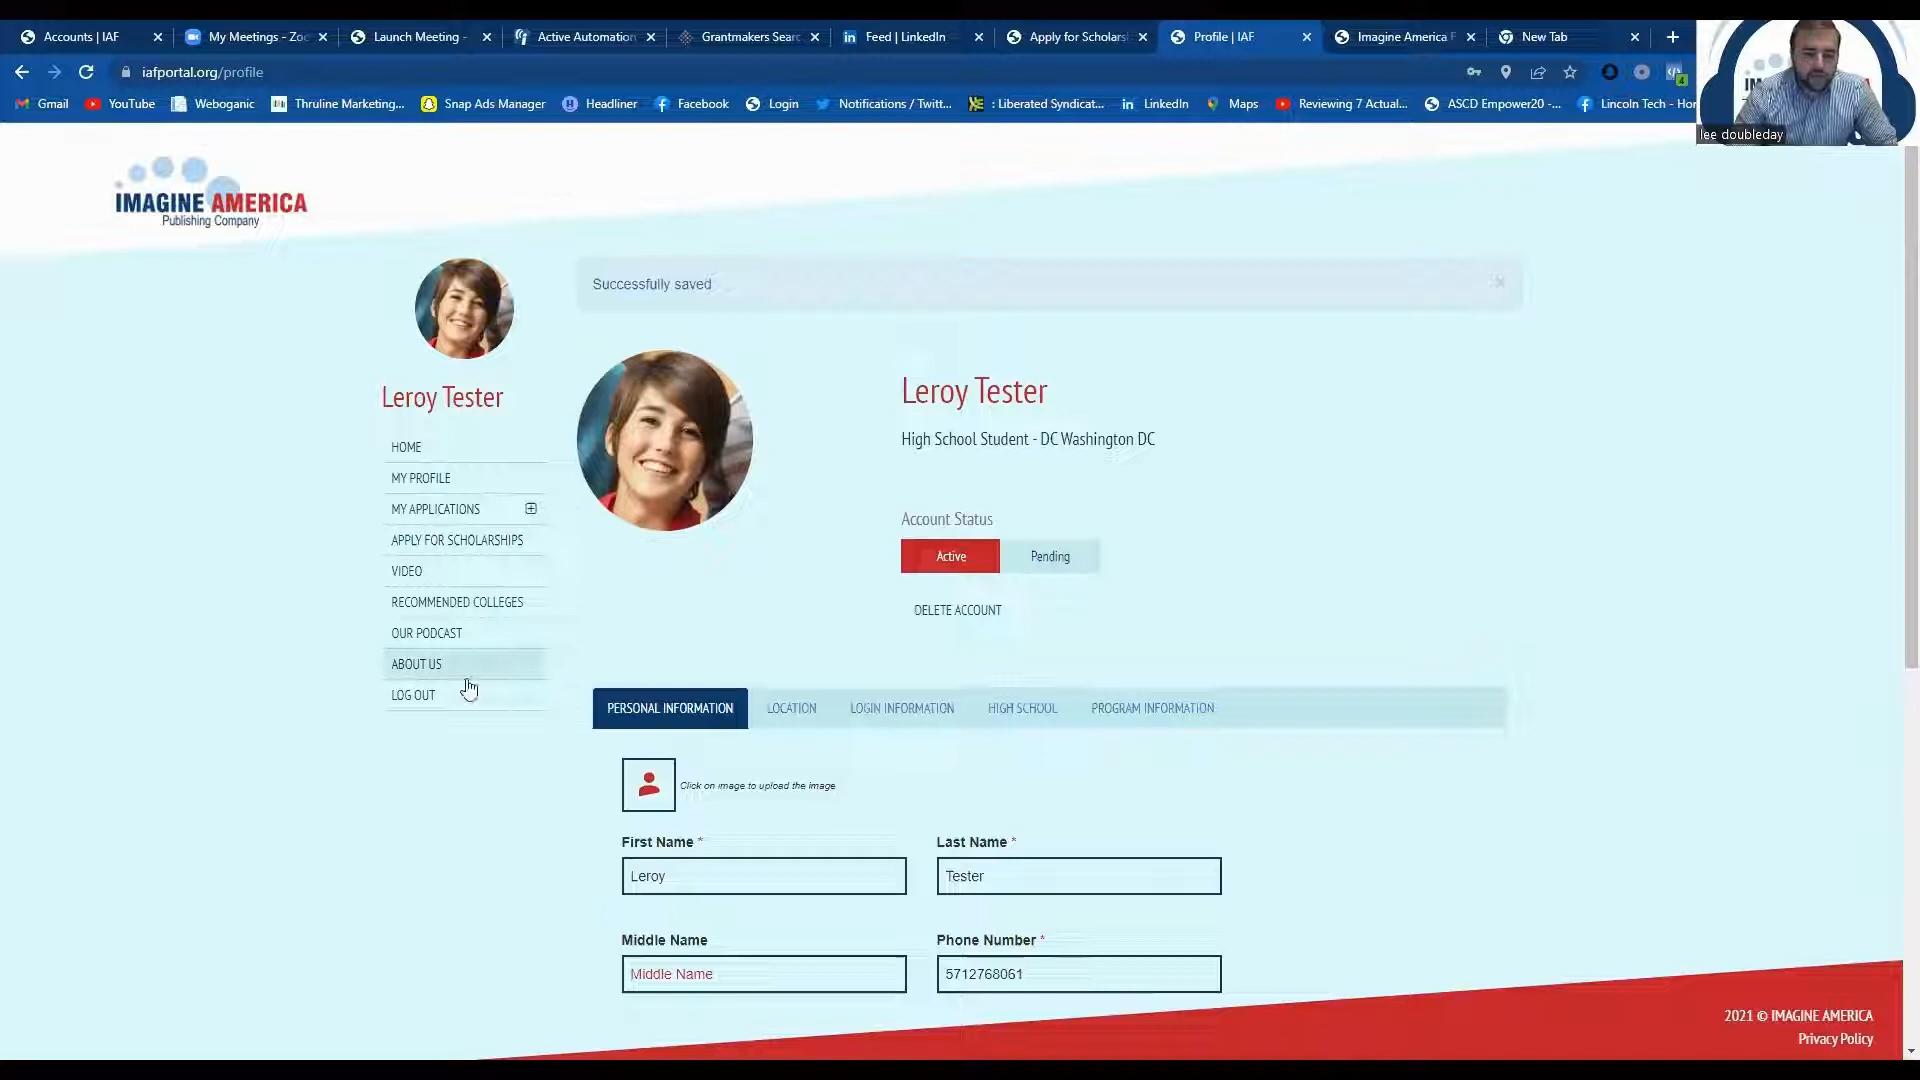 Accounts | IAF
My Meetings - Zoo
Launch Meeting -
Active Automation
Grantmakers Searc
Feed | LinkedIn
Apply for Scholars
Profile | IAF
Imagine America F
New Tab
iafportal.org/profile
Gmail
YouTube
Weboganic
Thruline Marketing...
Snap Ads Manager
Headliner
Facebook
Login
Notifications / Twitt...
: Liberated Syndicat...
LinkedIn
Maps
Reviewing 7 Actual...
ASCD Empower20 -...
Lincoln Tech - Hor
lee doubleday
IMAGINE AMERICA
Publishing Company
Leroy Tester
HOME
MY PROFILE
MY APPLICATIONS
APPLY FOR SCHOLARSHIPS
VIDEO
RECOMMENDED COLLEGES
OUR PODCAST
ABOUT US
LOG OUT
Successfully saved
Leroy Tester
High School Student - DC Washington DC
Account Status
Active
Pending
DELETE ACCOUNT
PERSONAL INFORMATION
LOCATION
LOGIN INFORMATION
HIGH SCHOOL
PROGRAM INFORMATION
Click on image to upload the image
First Name *
Last Name *
Leroy
Tester
Middle Name
Phone Number *
Middle Name
5712768061
2021 © IMAGINE AMERICA
Privacy Policy